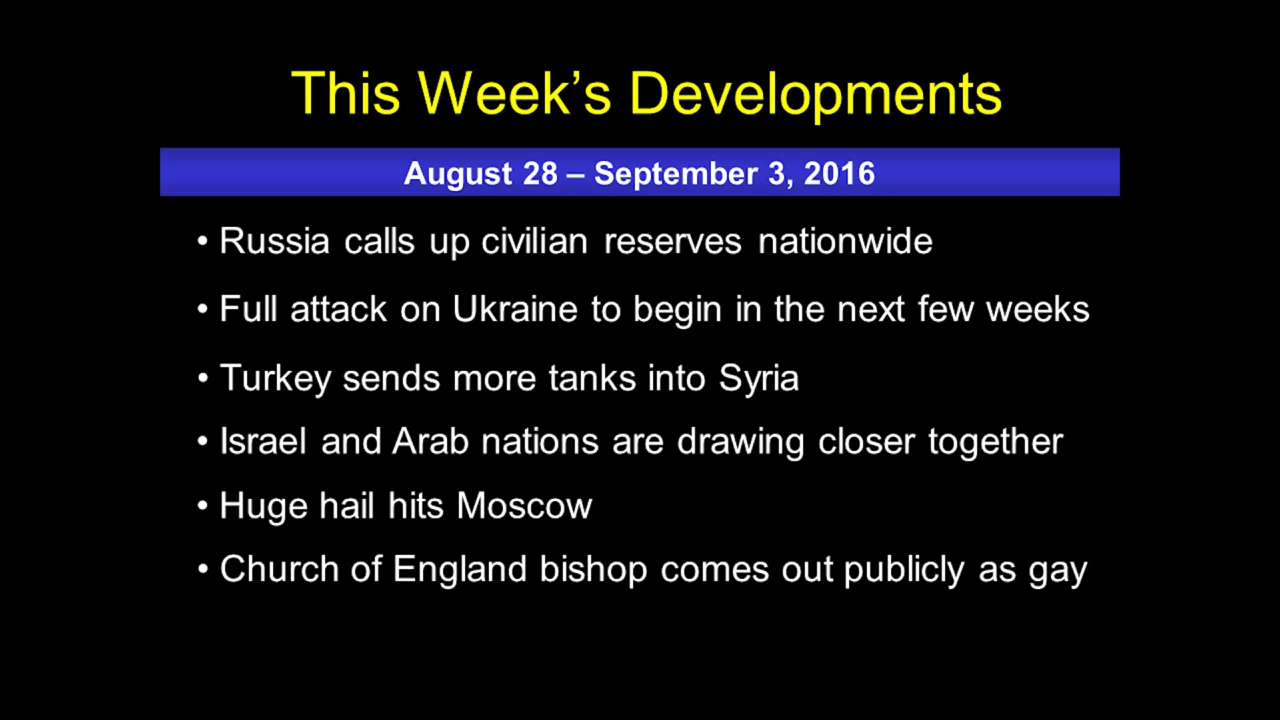 This Week’s Developments
August 28 – September 3, 2016
• Russia calls up civilian reserves nationwide
• Full attack on Ukraine to begin in the next few weeks
• Turkey sends more tanks into Syria
• Israel and Arab nations are drawing closer together
• Huge hail hits Moscow
• Church of England bishop comes out publicly as gay